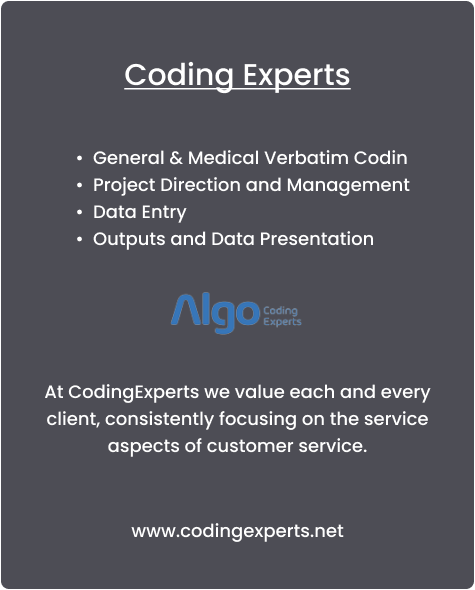 Coding Experts
• General & Medical Verbatim Codin
• Project Direction and Management
• Data Entry
• Outputs and Data Presentation
Algo Coding
Experts
At CodingExperts we value each and every
client, consistently focusing on the service
aspects of customer service.
www.codingexperts.net